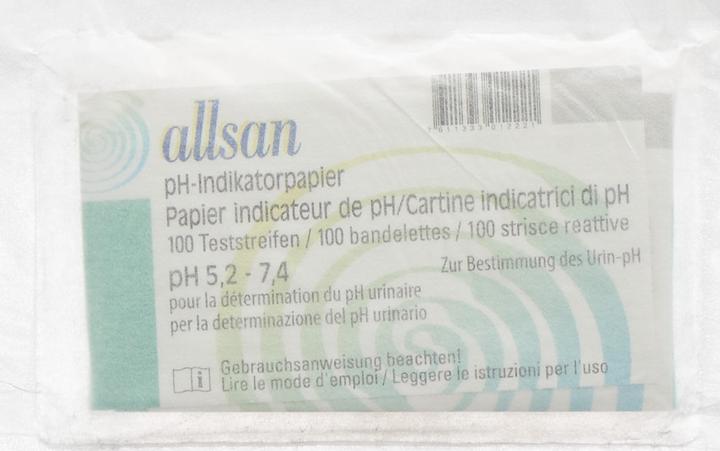 allsan
pH-Indikatorpapier
Papier indicateur de pH/Cartine indicatrici di pH
100 Teststreifen / 100 bandelettes / 100 strisce reattive
pH 5,2 - 7,4
Zur Bestimmung des Urin-pH
pour la détermination du pH urinaire
per la determinazione del pH urinario
Gebrauchsanweisung beachten!
Lire le mode d'emploi / Leggere le istruzioni per l'uso